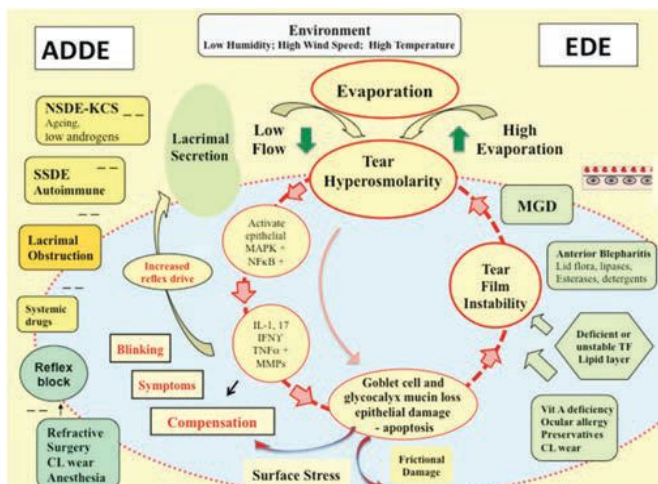 Environment
Low Humidity; High Wind Speed; High Temperature
ADDE
EDE
Evaporation
NSDE-KCS
Ageing,
low androgens
Lacrimal
Secretion
Low
Flow
High
Evaporation
Tear
Hyperosmolarity
SSDE
Autoimmune
MGD
Activate
epithelial
MAPK +
NFκB +
Lacrimal
Obstruction
Increased
reflex drive
Tear
Film
Instability
Anterior Blepharitis
Lid flora, lipases,
Esterases, detergents
Systemic
drugs
IL-1, 17
IFNϒ
TNFα +
MMPs
Blinking
Symptoms
Compensation
Deficient or
unstable TF
Lipid layer
Reflex
block
Goblet cell and
glycocalyx mucin loss
epithelial damage
- apoptosis
Refractive
Surgery
CL wear
Anesthesia
Vit A deficiency
Ocular allergy
Preservatives
CL wear
Surface Stress
Frictional
Damage